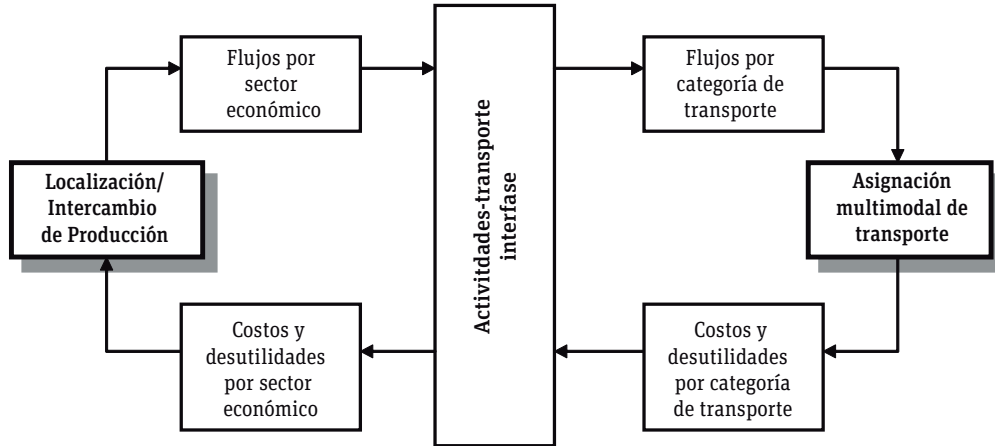 Flujos por
sector
económico
Flujos por
categoría de
transporte
Localización/
Intercambio
de Producción
Activitdades-transporte
interfase
Asignación
multimodal de
transporte
Costos y
desutilidades
por sector
económico
Costos y
desutilidades
por categoría
de transporte